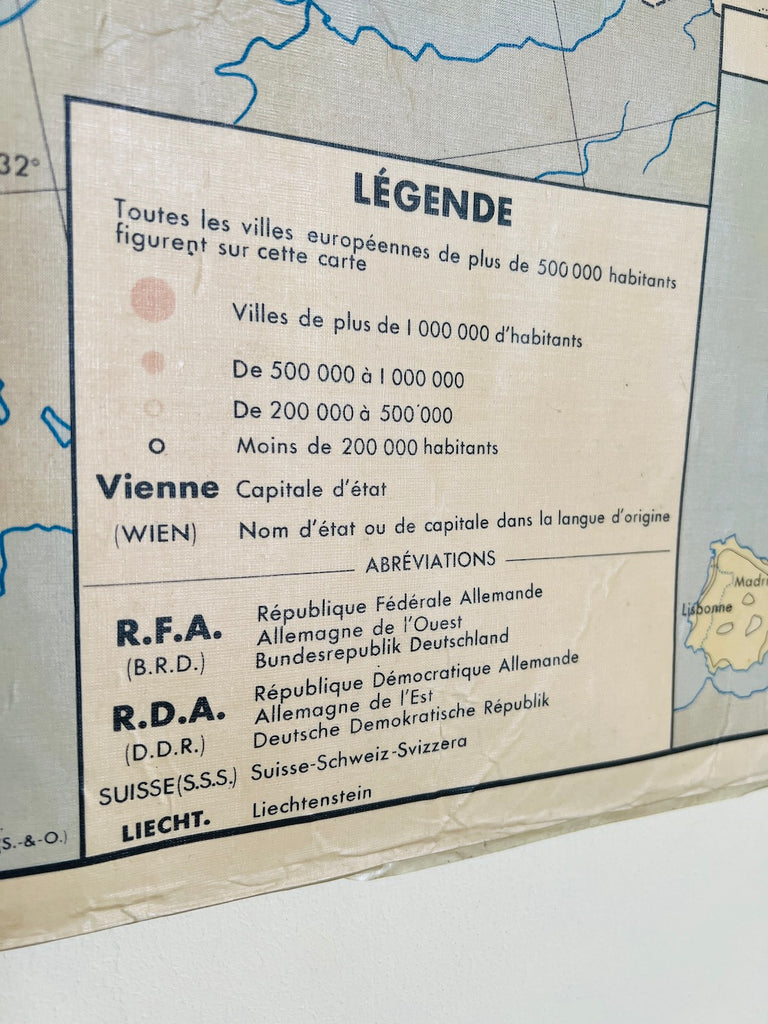 32°
LÉGENDE
Toutes les villes européennes de plus de 500 000 habitants
figurent sur cette carte
Villes de plus de 1 000 000 d'habitants
De 500 000 à 1 000 000
De 200 000 à 500 000
Moins de 200 000 habitants
Vienne Capitale d'état
(WIEN) Nom d'état ou de capitale dans la langue d'origine
ABRÉVIATIONS
R.F.A. République Fédérale Allemande
Allemagne de l'Ouest
(B.R.D.) Bundesrepublik Deutschland
R.D.A. République Démocratique Allemande
Allemagne de l'Est
(D.D.R.) Deutsche Demokratische Républik
SUISSE(S.S.S.) Suisse-Schweiz-Svizzera
LIECHT. Liechtenstein
Madri
Lisbonne
(S.-&-O.)